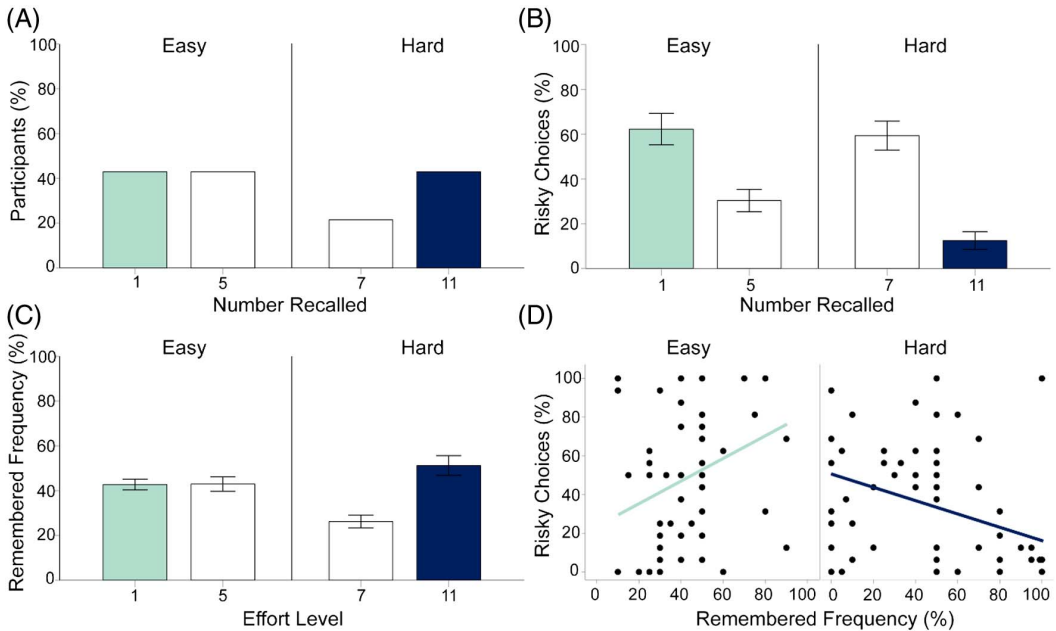 (A)
Easy
Hard
Participants (%)
100
80
60
40
20
0
1
5
7
11
Number Recalled
(B)
Easy
Hard
Risky Choices (%)
100
80
60
40
20
0
1
5
7
11
Number Recalled
(C)
Easy
Hard
Remembered Frequency (%)
100
80
60
40
20
0
1
5
7
11
Effort Level
(D)
Easy
Hard
Risky Choices (%)
100
80
60
40
20
0
0 20 40 60 80 100
0 20 40 60 80 100
Remembered Frequency (%)